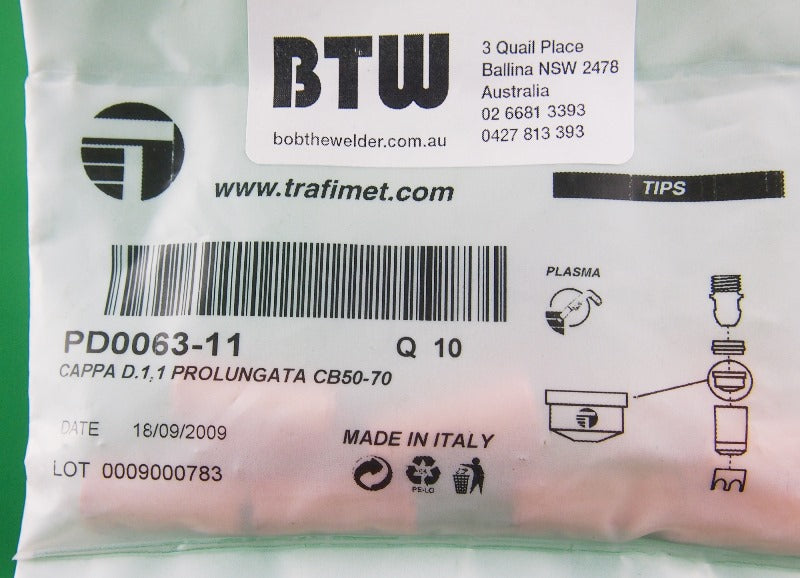 BTW
bobthewelder.com.au
3 Quail Place
Ballina NSW 2478
Australia
02 6681 3393
0427 813 393
www.trafimet.com
TIPS
PLASMA
PD0063-11 Q 10
CAPPA D.1,1 PROLUNGATA CB50-70
DATE 18/09/2009
MADE IN ITALY
LOT 0009000783
PE-LD